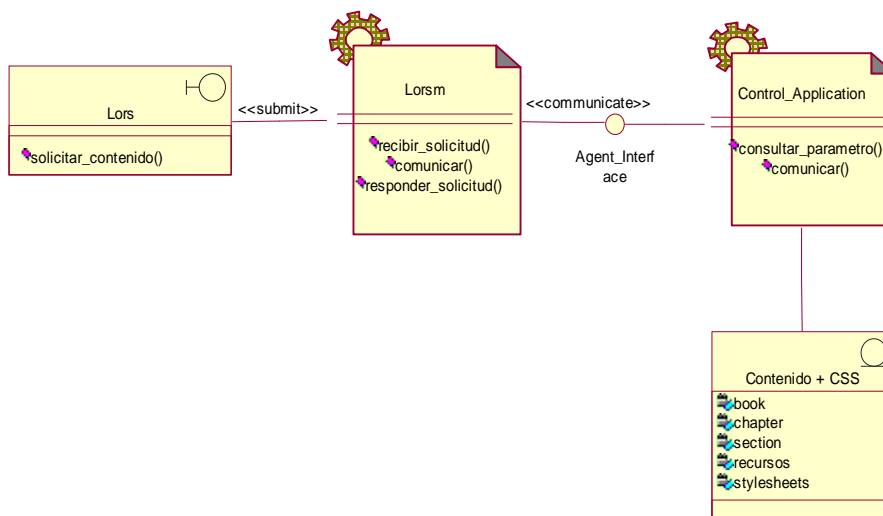 Lors
solicitar_contenido()
<<submit>>
Lorsm
recibir_solicitud()
comunicar()
responder_solicitud()
<<communicate>>
Agent_Interf
ace
Control_Application
consultar_parametro()
comunicar()
Contenido + CSS
book
chapter
section
recursos
stylesheets